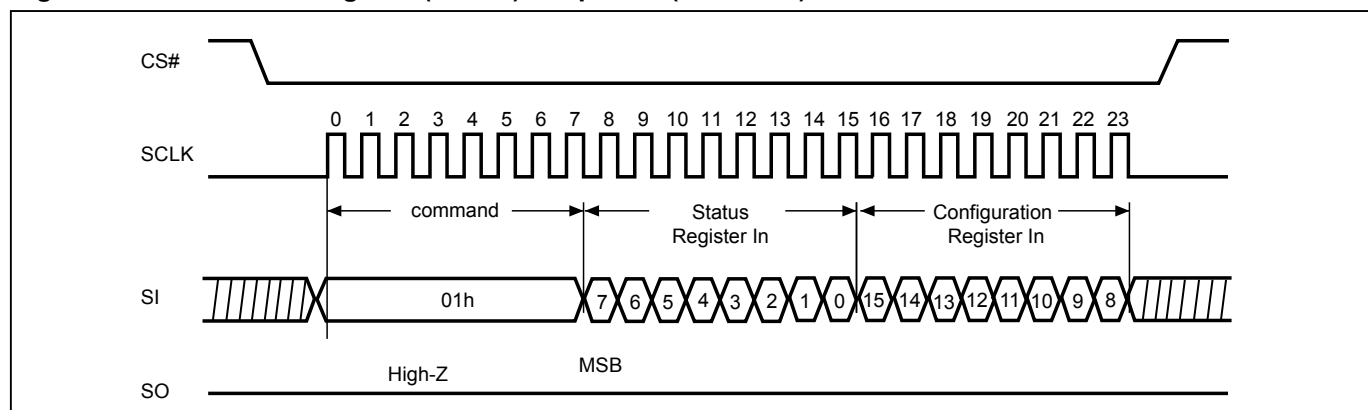 CS#
0 1 2 3 4 5 6 7 8 9 10 11 12 13 14 15 16 17 18 19 20 21 22 23
SCLK
command
Status
Register In
Configuration
Register In
SI
01h
7 6 5 4 3 2 1 0 15 14 13 12 11 10 9 8
High-Z
MSB
SO